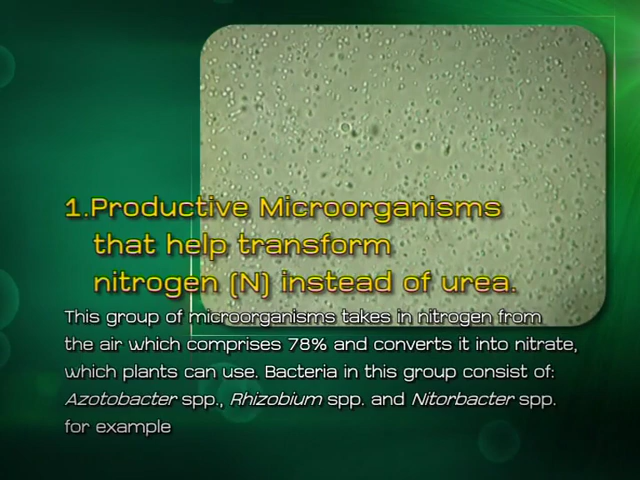 1.Productive Microorganisms
that help transform
nitrogen (N) instead of urea.
This group of microorganisms takes in nitrogen from
the air which comprises 78% and converts it into nitrate,
which plants can use. Bacteria in this group consist of:
Azotobacter spp., Rhizobium spp. and Nitorbacter spp.
for example